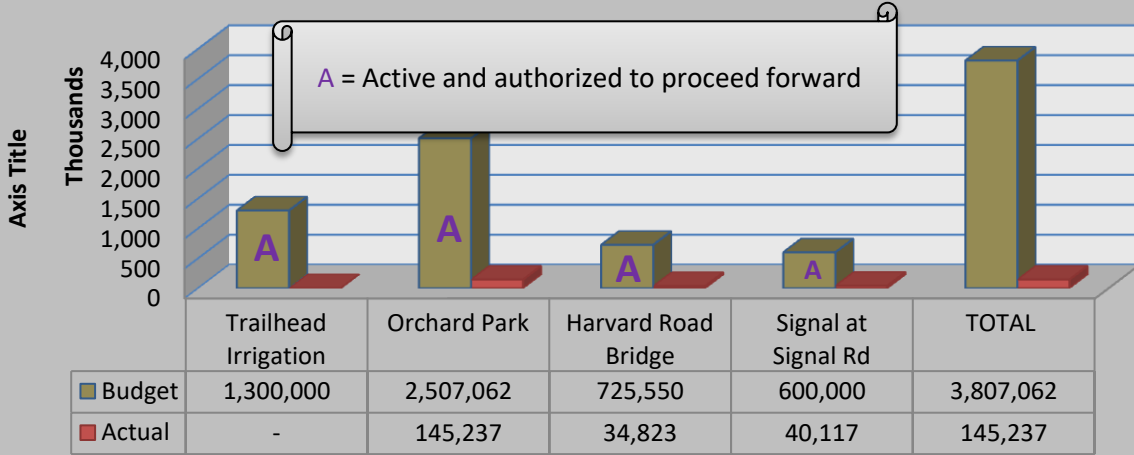 A = Active and authorized to proceed forward
Axis Title
Thousands
4,000
3,500
3,000
2,500
2,000
1,500
1,000
500
0
A
A
A
A
Trailhead Irrigation
Orchard Park
Harvard Road Bridge
Signal at Signal Rd
TOTAL
Budget 1,300,000 2,507,062 725,550 600,000 3,807,062
Actual - 145,237 34,823 40,117 145,237